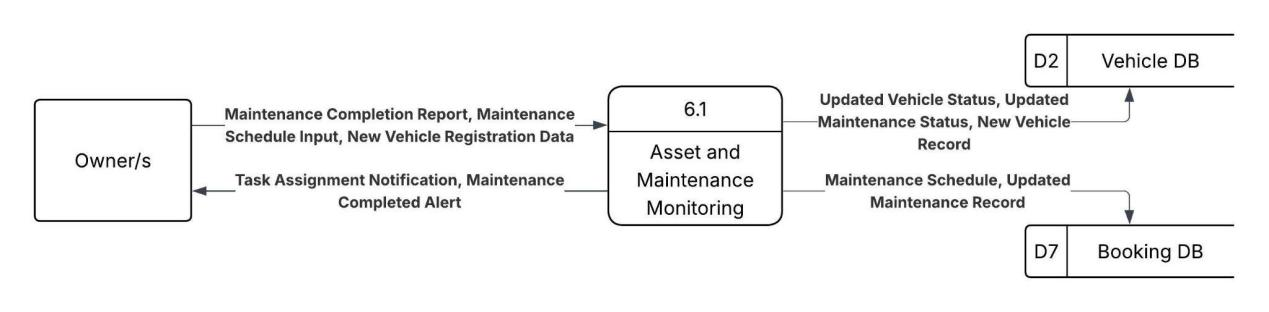 Owner/s
Maintenance Completion Report, Maintenance
Schedule Input, New Vehicle Registration Data
Task Assignment Notification, Maintenance
Completed Alert
6.1
Asset and
Maintenance
Monitoring
Updated Vehicle Status, Updated
Maintenance Status, New Vehicle
Record
Maintenance Schedule, Updated
Maintenance Record
D2 Vehicle DB
D7 Booking DB